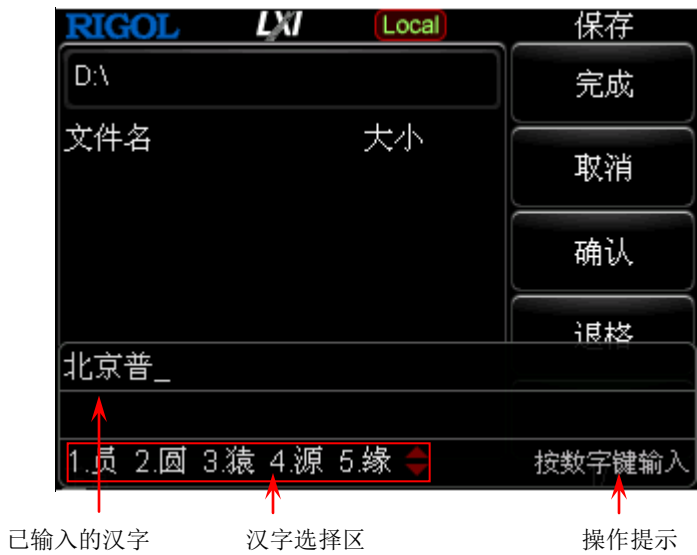 RIGOL LXI Local 保存
D:\
完成
文件名 大小
取消
确认
退格
北京普_
1.员 2.圆 3.猿 4.源 5.缘
按数字键输入
已输入的汉字 汉字选择区 操作提示